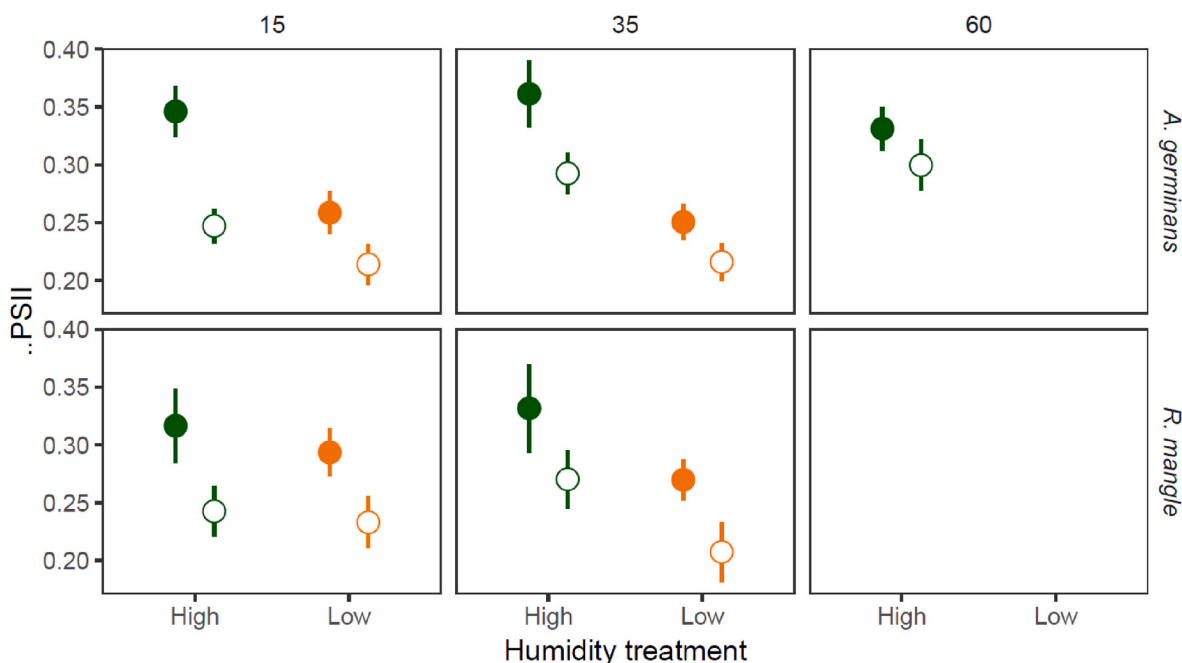 15 35 60
0.40
0.35
0.30
0.25
0.20
A. germinans
..PSII
0.40
0.35
0.30
0.25
0.20
R. mangle
High Low High Low High Low
Humidity treatment